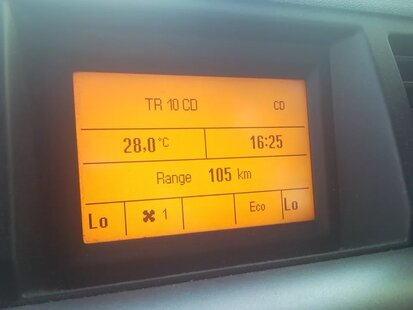 TR 10 CD CD
28,0°C 16:25
Range 105 km
Lo 1 Eco Lo